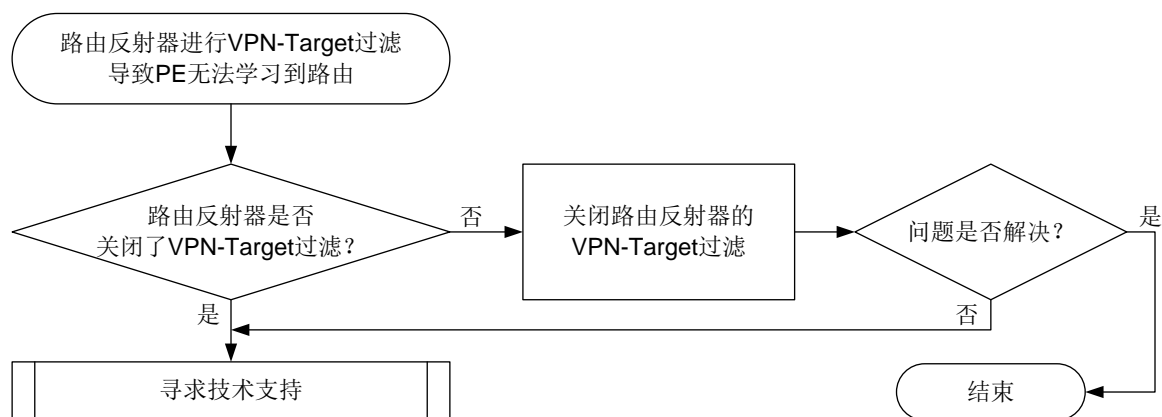 路由反射器进行VPN-Target过滤
导致PE无法学习到路由
路由反射器是否
关闭了VPN-Target过滤?
否
关闭路由反射器的
VPN-Target过滤
问题是否解决?
是
是
否
寻求技术支持
结束